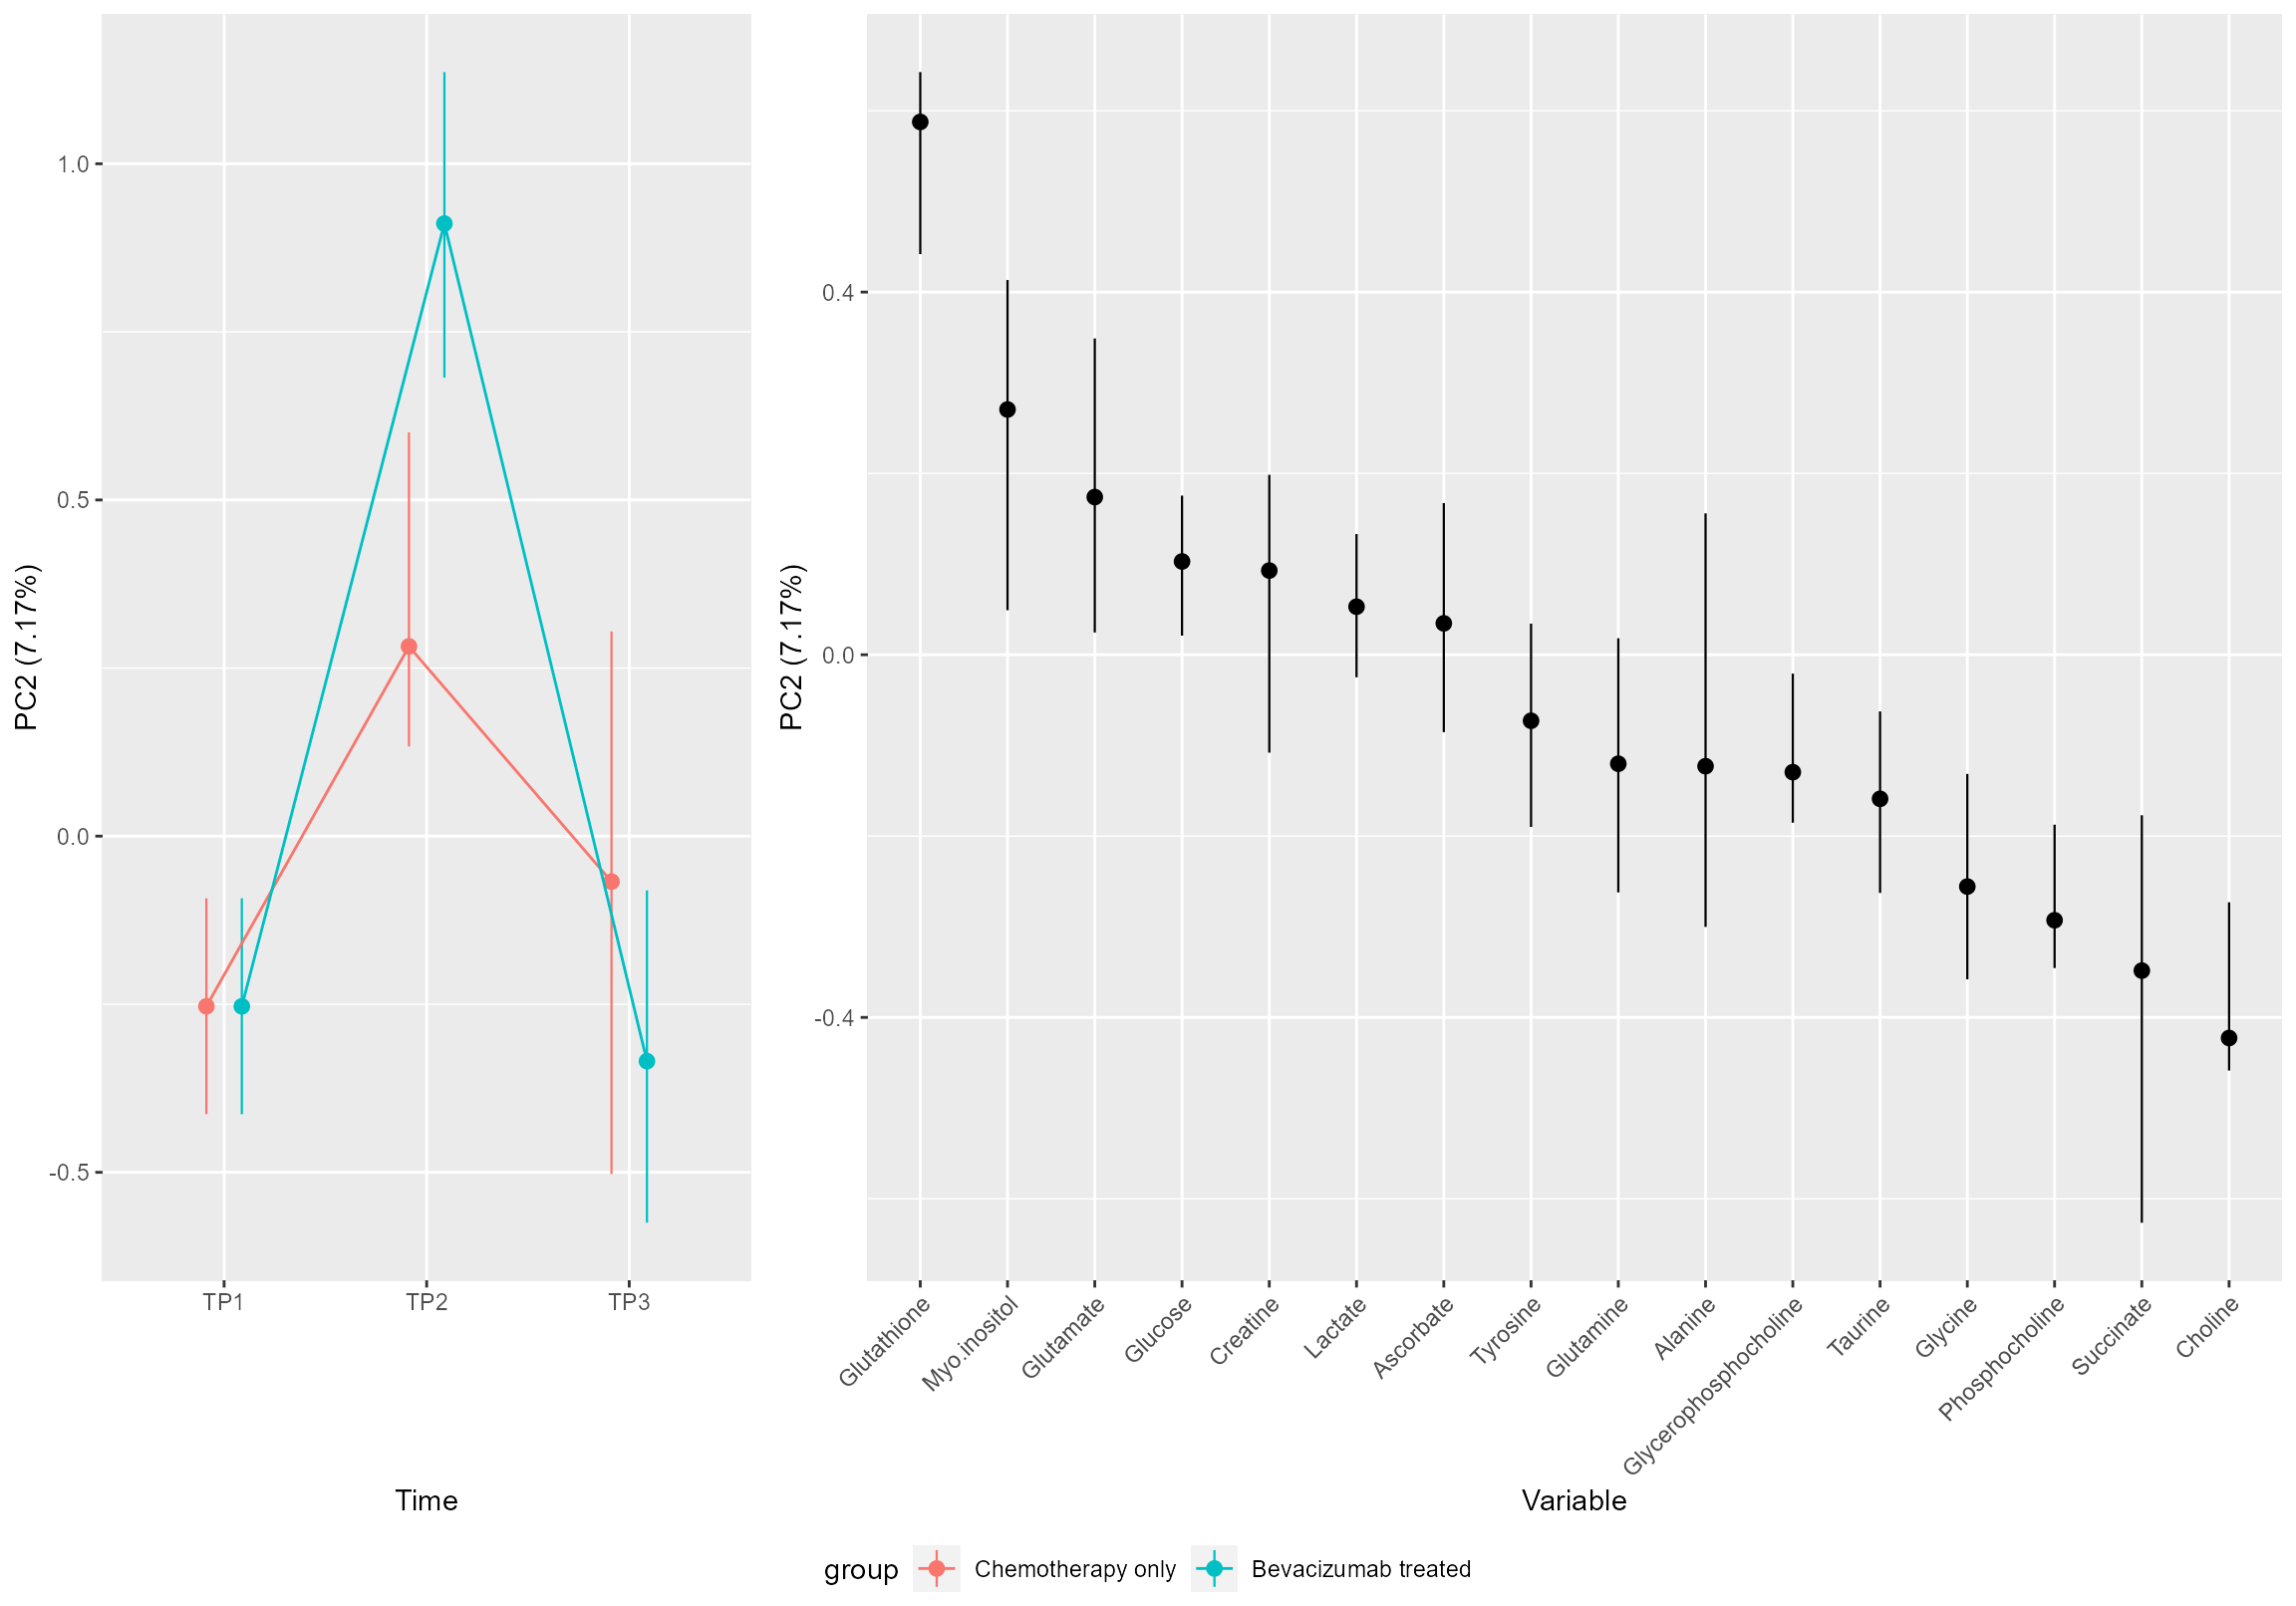 PC2 (7.17%)
1.0
0.5
0.0
-0.5
TP1 TP2 TP3
Time
PC2 (7.17%)
0.4
0.0
-0.4
Glutathione
Myo.inositol
Glutamate
Glucose
Creatine
Lactate
Ascorbate
Tyrosine
Glutamine
Alanine
Glycerophosphocholine
Taurine
Glycine
Phosphocholine
Succinate
Choline
Variable
group Chemotherapy only Bevacizumab treated